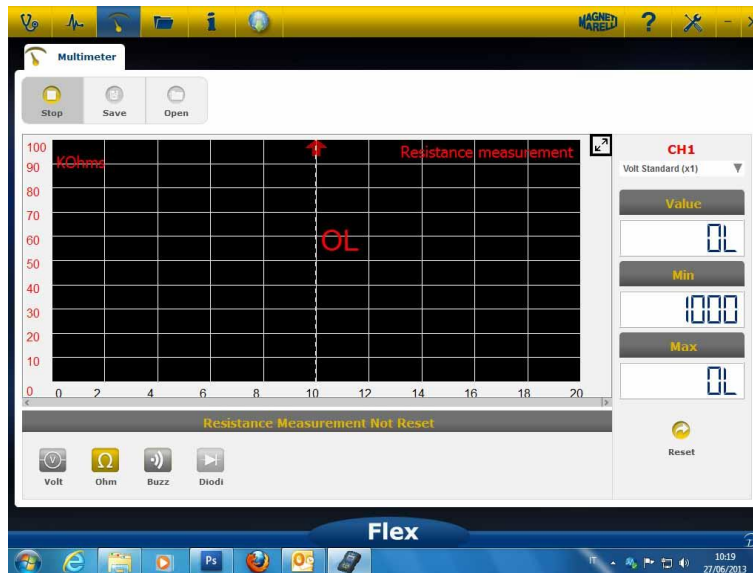 MAGNETI
MARELLI
?
Multimeter
Stop
Save
Open
100
90
80
70
60
50
40
30
20
10
0
KOhms
Resistance measurement
OL
0 2 4 6 8 10 12 14 16 18 20
CH1
Volt Standard (x1)
Value
OL
Min
1000
Max
OL
Reset
Resistance Measurement Not Reset
Volt
Ohm
Buzz
Diodi
Flex
Ps
IT
10:19
27/06/2013